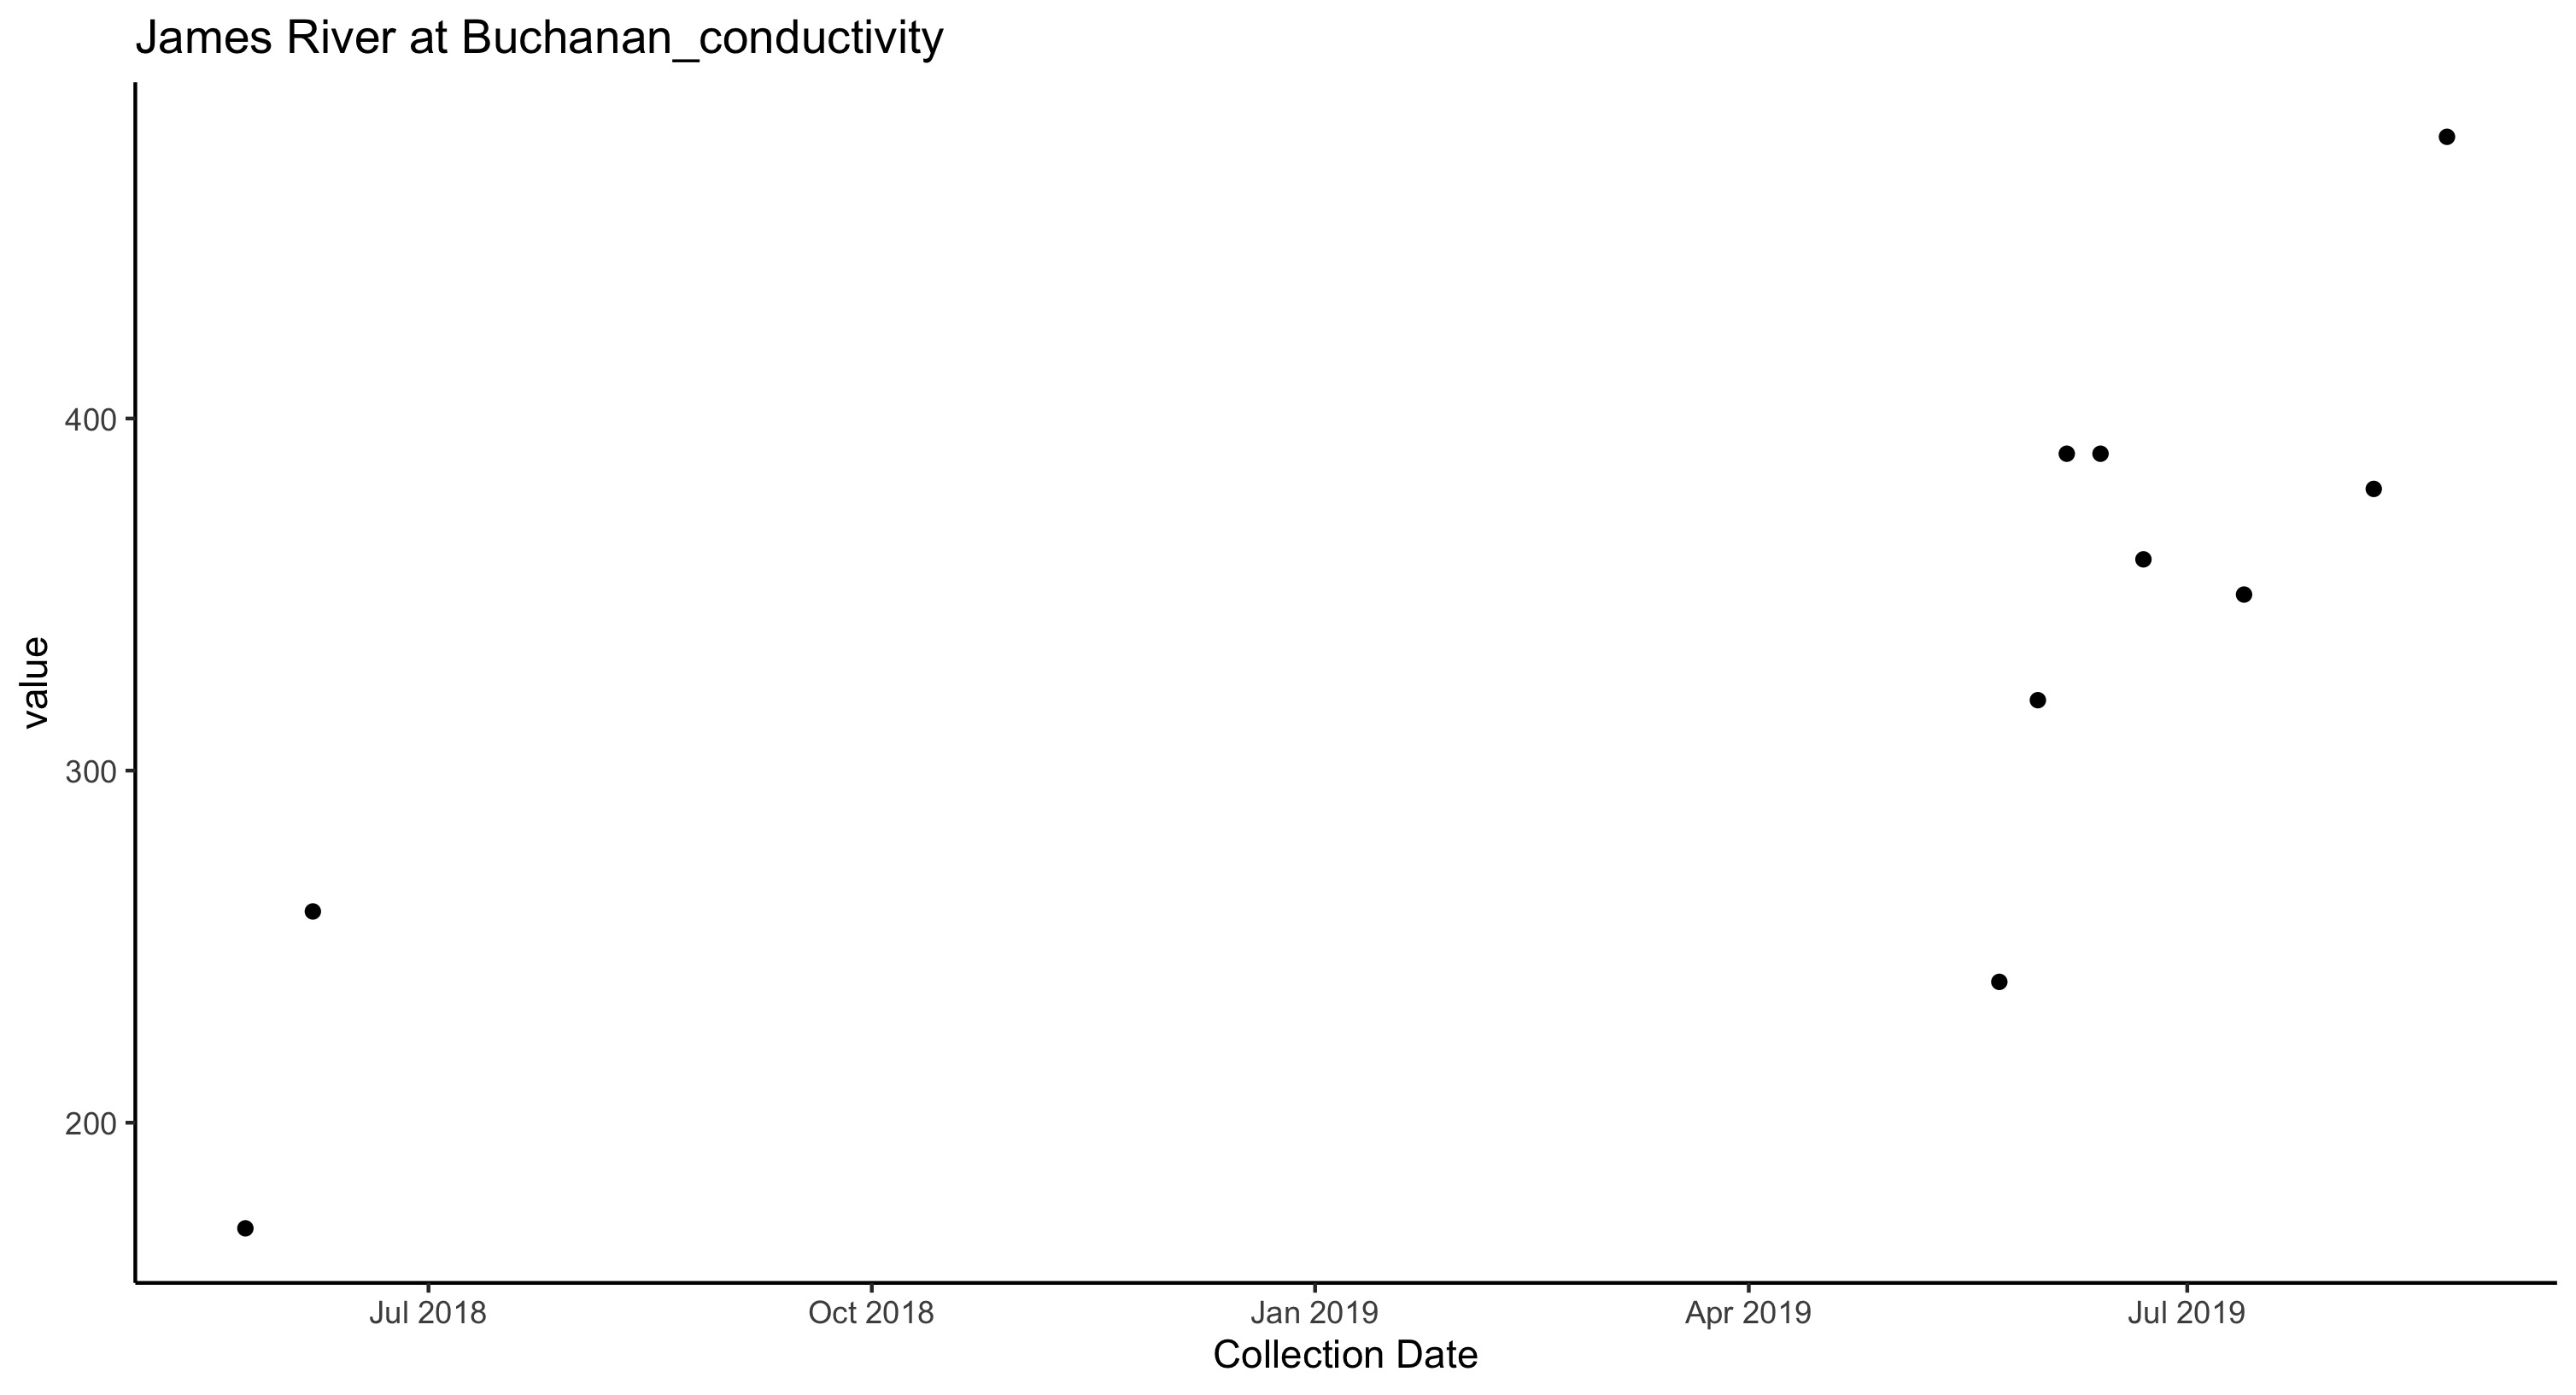 James River at Buchanan_conductivity
value
400
300
200
Jul 2018
Oct 2018
Jan 2019
Apr 2019
Jul 2019
Collection Date